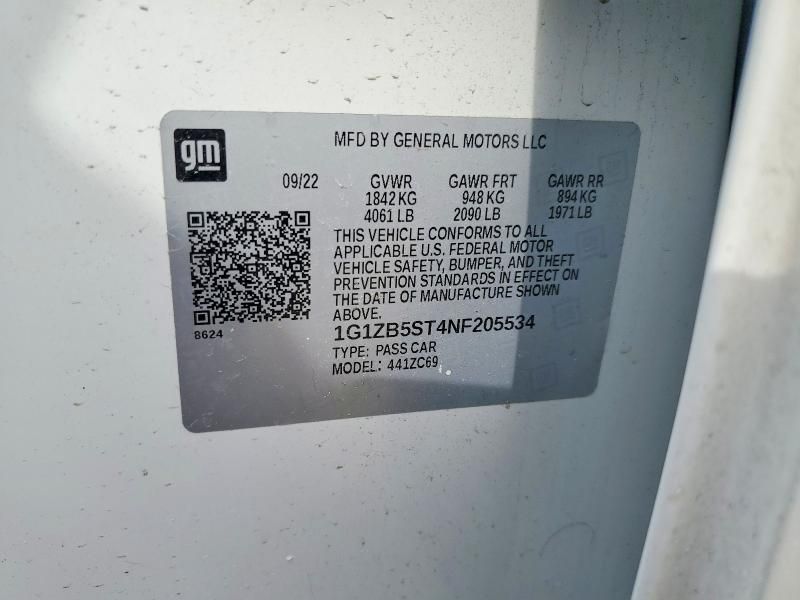 gm
MFD BY GENERAL MOTORS LLC
09/22 GVWR GAWR FRT GAWR RR
1842 KG 948 KG 894 KG
4061 LB 2090 LB 1971 LB
THIS VEHICLE CONFORMS TO ALL
APPLICABLE U.S. FEDERAL MOTOR
VEHICLE SAFETY, BUMPER, AND THEFT
PREVENTION STANDARDS IN EFFECT ON
THE DATE OF MANUFACTURE SHOWN
ABOVE.
8624
1G1ZB5ST4NF205534
TYPE: PASS CAR
MODEL: 441ZC69